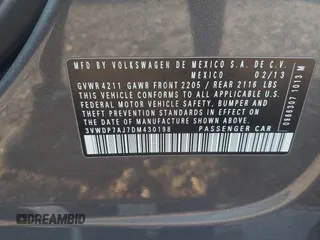 MFD BY VOLKSWAGEN DE MEXICO S.A. DE C.V.
MEXICO 02/13
GVWR 4211 GAWR FRONT 2205 / REAR 2116 LBS
THIS VEHICLE CONFORMS TO ALL APPLICABLE
FEDERAL MOTOR VEHICLE SAFETY, BUMPER AND
THEFT PREVENTION STANDARDS IN EFFECT ON
THE DATE OF MANUFACTURE SHOWN ABOVE.
3VWDP7AJ7DM430198 PASSENGER CAR